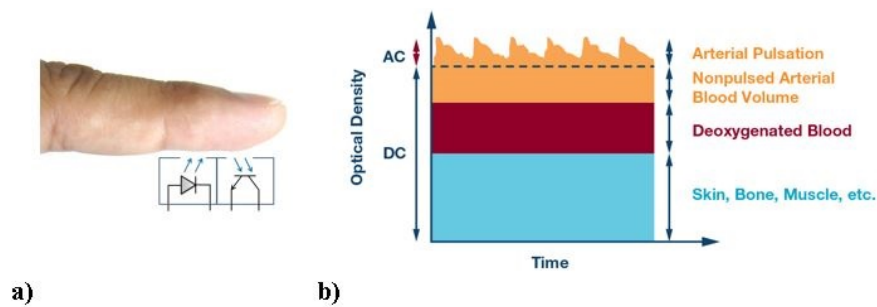 AC
DC
Optical Density
Time
Arterial Pulsation
Nonpulsed Arterial
Blood Volume
Deoxygenated Blood
Skin, Bone, Muscle, etc.
a)
b)